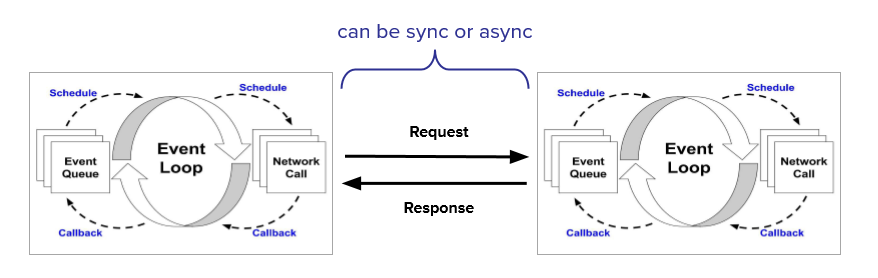 can be sync or async
Schedule
Schedule
Event
Queue
Event
Loop
Network
Call
Callback
Callback
Request
Response
Schedule
Schedule
Event
Queue
Event
Loop
Network
Call
Callback
Callback